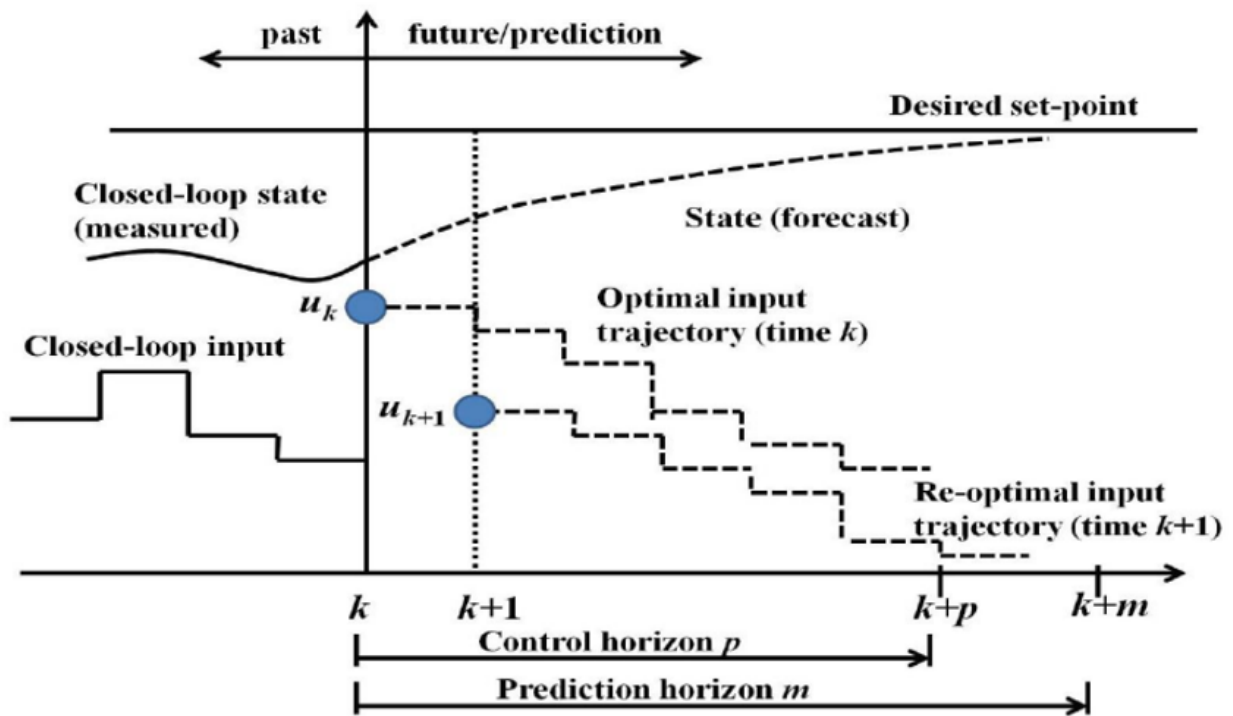 past
future/prediction
Desired set-point
Closed-loop state
(measured)
State (forecast)
u_k
Optimal input
trajectory (time k)
Closed-loop input
u_{k+1}
Re-optimal input
trajectory (time k+1)
k
k+1
k+p
k+m
Control horizon p
Prediction horizon m